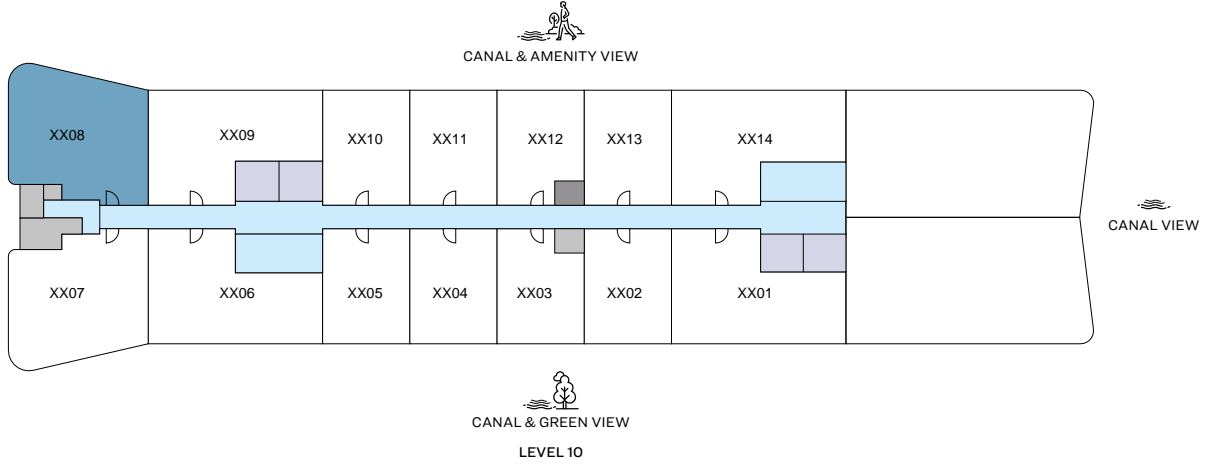 CANAL & AMENITY VIEW
XX08
XX09
XX10
XX11
XX12
XX13
XX14
CANAL VIEW
XX07
XX06
XX05
XX04
XX03
XX02
XX01
CANAL & GREEN VIEW
LEVEL 10